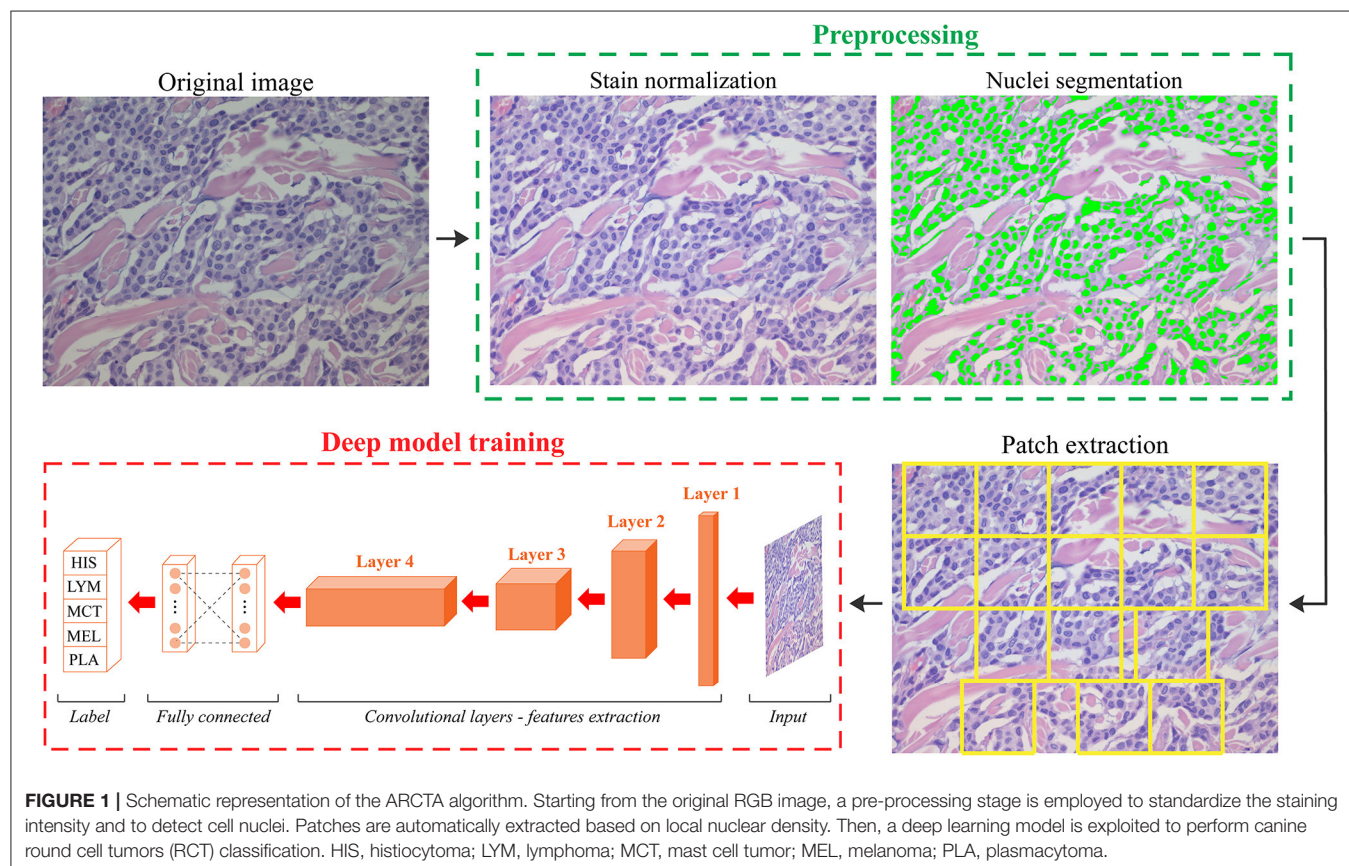 Preprocessing
Original image
Stain normalization
Nuclei segmentation
Deep model training
Patch extraction
Layer 1
Layer 2
Layer 3
Layer 4
HIS
LYM
MCT
MEL
PLA
Label
Fully connected
Convolutional layers - features extraction
Input
FIGURE 1 | Schematic representation of the ARCTA algorithm. Starting from the original RGB image, a pre-processing stage is employed to standardize the staining
intensity and to detect cell nuclei. Patches are automatically extracted based on local nuclear density. Then, a deep learning model is exploited to perform canine
round cell tumors (RCT) classification. HIS, histiocytoma; LYM, lymphoma; MCT, mast cell tumor; MEL, melanoma; PLA, plasmacytoma.